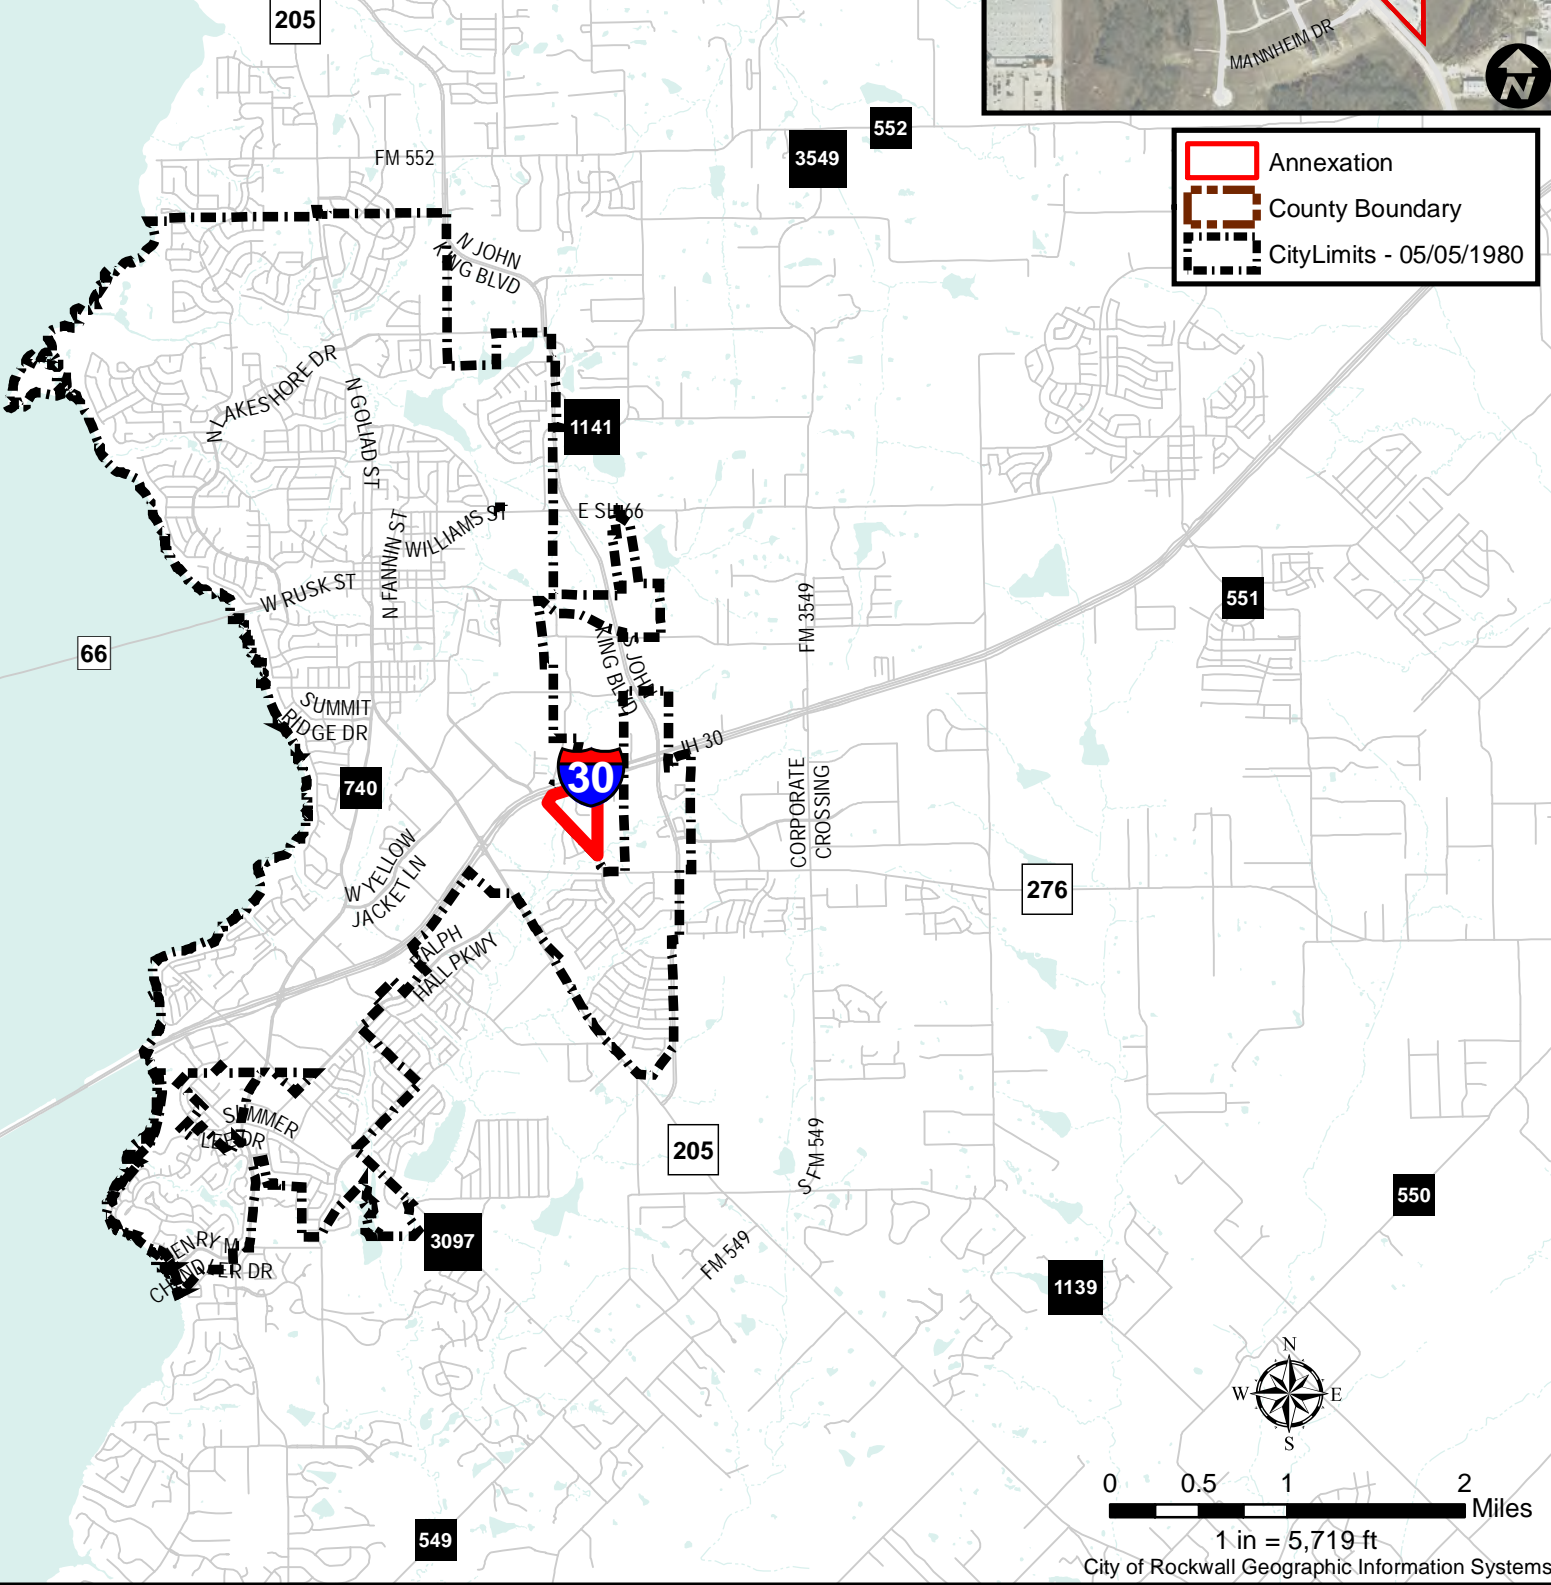 205
MANNHEIM DR
N
552
3549
FM 552
Annexation
County Boundary
CityLimits - 05/05/1980
N JOHN
KING BLVD
N LAKESHORE DR
N GOLIAD ST
1141
E SH 66
WILLIAMS ST
N FANNIN ST
W RUSK ST
FM 3549
551
66
S JOHN
KING BLVD
SUMMIT
RIDGE DR
IH 30
30
740
CORPORATE
CROSSING
W YELLOW
JACKET LN
276
RALPH
HALL PKWY
SUMMER
LEE DR
205
S FM 549
550
3097
HENRY M
CHANDLER DR
FM 549
1139
N
W
E
S
0 0.5 1 2
Miles
1 in = 5,719 ft
549
City of Rockwall Geographic Information Systems